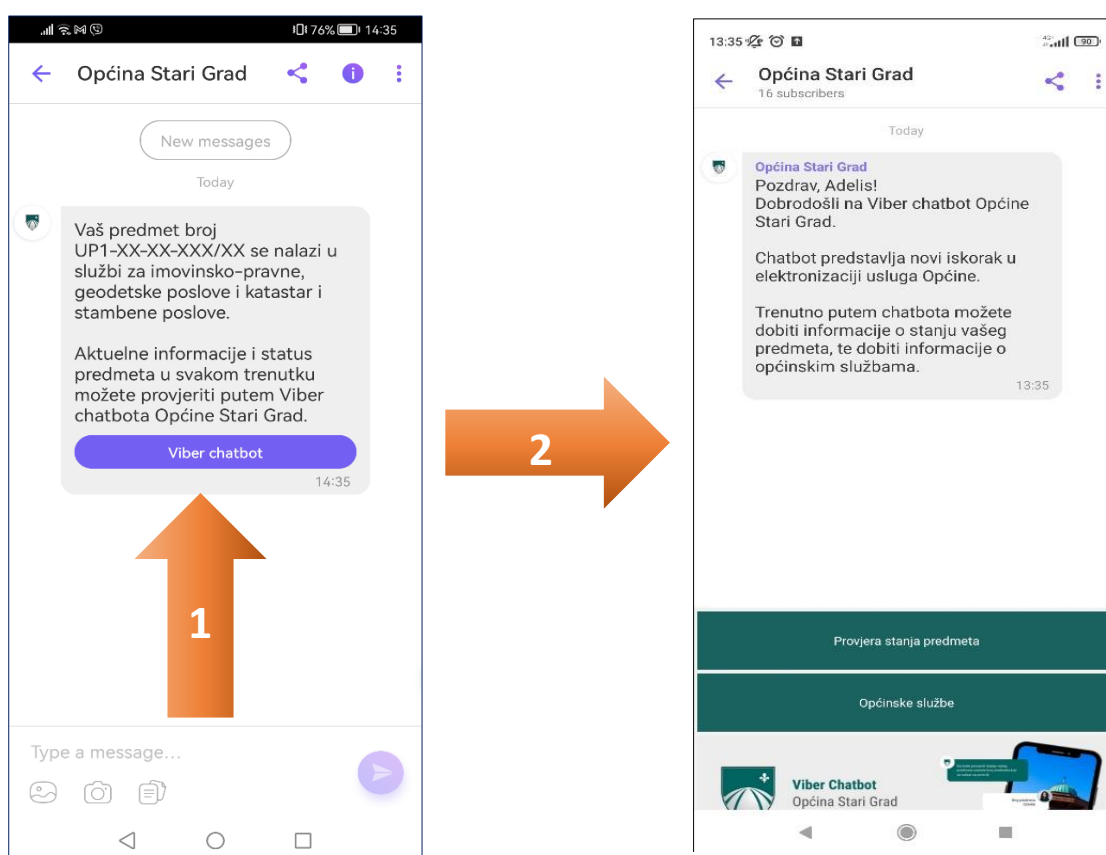 76% 14:35
Općina Stari Grad
New messages
Today
Vaš predmet broj
UP1-XX-XX-XXX/XX se nalazi u
službi za imovinsko-pravne,
geodetske poslove i katastar i
stambene poslove.
Aktuelne informacije i status
predmeta u svakom trenutku
možete provjeriti putem Viber
chatbota Općine Stari Grad.
Viber chatbot
14:35
1
Type a message...
2
13:35 90
Općina Stari Grad
16 subscribers
Today
Općina Stari Grad
Pozdrav, Adelis!
Dobrodošli na Viber chatbot Općine
Stari Grad.
Chatbot predstavlja novi iskorak u
elektronizaciji usluga Općine.
Trenutno putem chatbota možete
dobiti informacije o stanju vašeg
predmeta, te dobiti informacije o
općinskim službama.
13:35
Provjera stanja predmeta
Općinske službe
Viber Chatbot
Općina Stari Grad